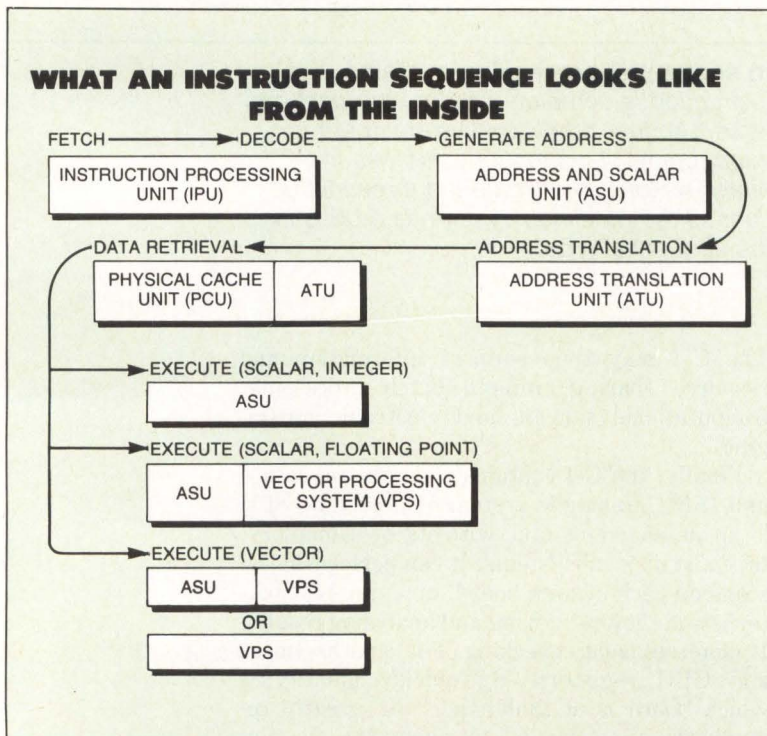 WHAT AN INSTRUCTION SEQUENCE LOOKS LIKE
FROM THE INSIDE
FETCH DECODE GENERATE ADDRESS
INSTRUCTION PROCESSING
UNIT (IPU)
ADDRESS AND SCALAR
UNIT (ASU)
DATA RETRIEVAL ADDRESS TRANSLATION
PHYSICAL CACHE
UNIT (PCU)
ATU
ADDRESS TRANSLATION
UNIT (ATU)
EXECUTE (SCALAR, INTEGER)
ASU
EXECUTE (SCALAR, FLOATING POINT)
ASU
VECTOR PROCESSING
SYSTEM (VPS)
EXECUTE (VECTOR)
ASU VPS
OR
VPS